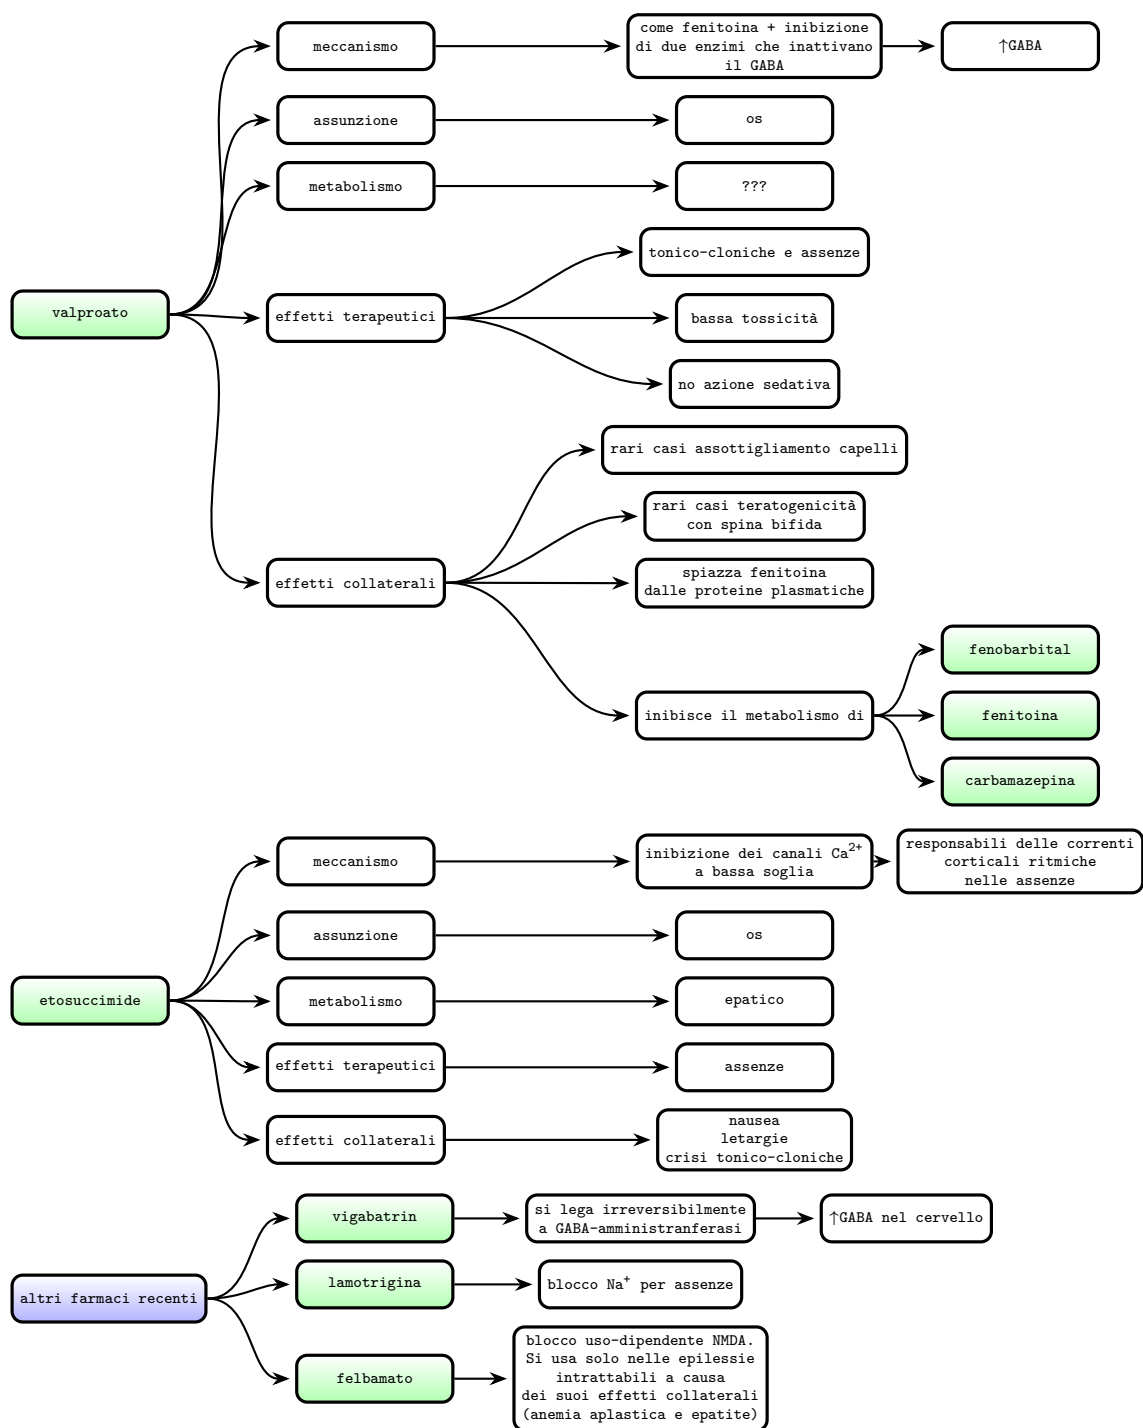 meccanismo
come fenitoina + inibizione
di due enzimi che inattivano
il GABA
↑GABA
assunzione
os
metabolismo
???
valproato
effetti terapeutici
tonico-cloniche e assenze
bassa tossicità
no azione sedativa
effetti collaterali
rari casi assottigliamento capelli
rari casi teratogenicità
con spina bifida
spiazza fenitoina
dalle proteine plasmatiche
inibisce il metabolismo di
fenobarbital
fenitoina
carbamazepina
meccanismo
inibizione dei canali Ca²⁺
a bassa soglia
responsabili delle correnti
corticali ritmiche
nelle assenze
assunzione
os
etosuccimide
metabolismo
epatico
effetti terapeutici
assenze
effetti collaterali
nausea
letargie
crisi tonico-cloniche
altri farmaci recenti
vigabatrin
si lega irreversibilmente
a GABA-amministranferasi
↑GABA nel cervello
lamotrigina
blocco Na⁺ per assenze
felbamato
blocco uso-dipendente NMDA.
Si usa solo nelle epilessie
intrattabili a causa
dei suoi effetti collaterali
(anemia aplastica e epatite)